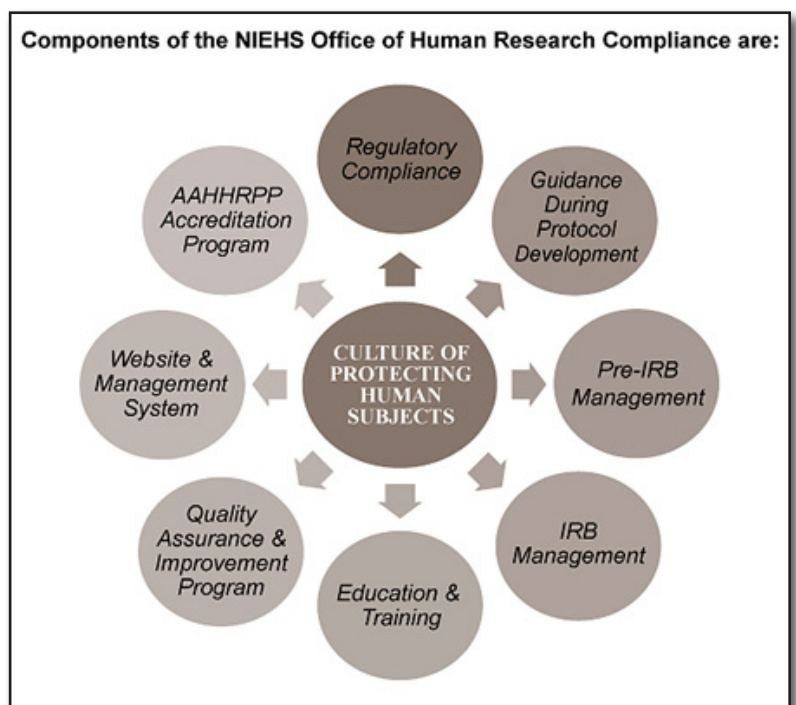 Components of the NIEHS Office of Human Research Compliance are:
Regulatory
Compliance
Guidance
During
Protocol
Development
Pre-IRB
Management
IRB
Management
Education &
Training
Quality
Assurance &
Improvement
Program
Website &
Management
System
AAHHRPP
Accreditation
Program
CULTURE OF
PROTECTING
HUMAN
SUBJECTS